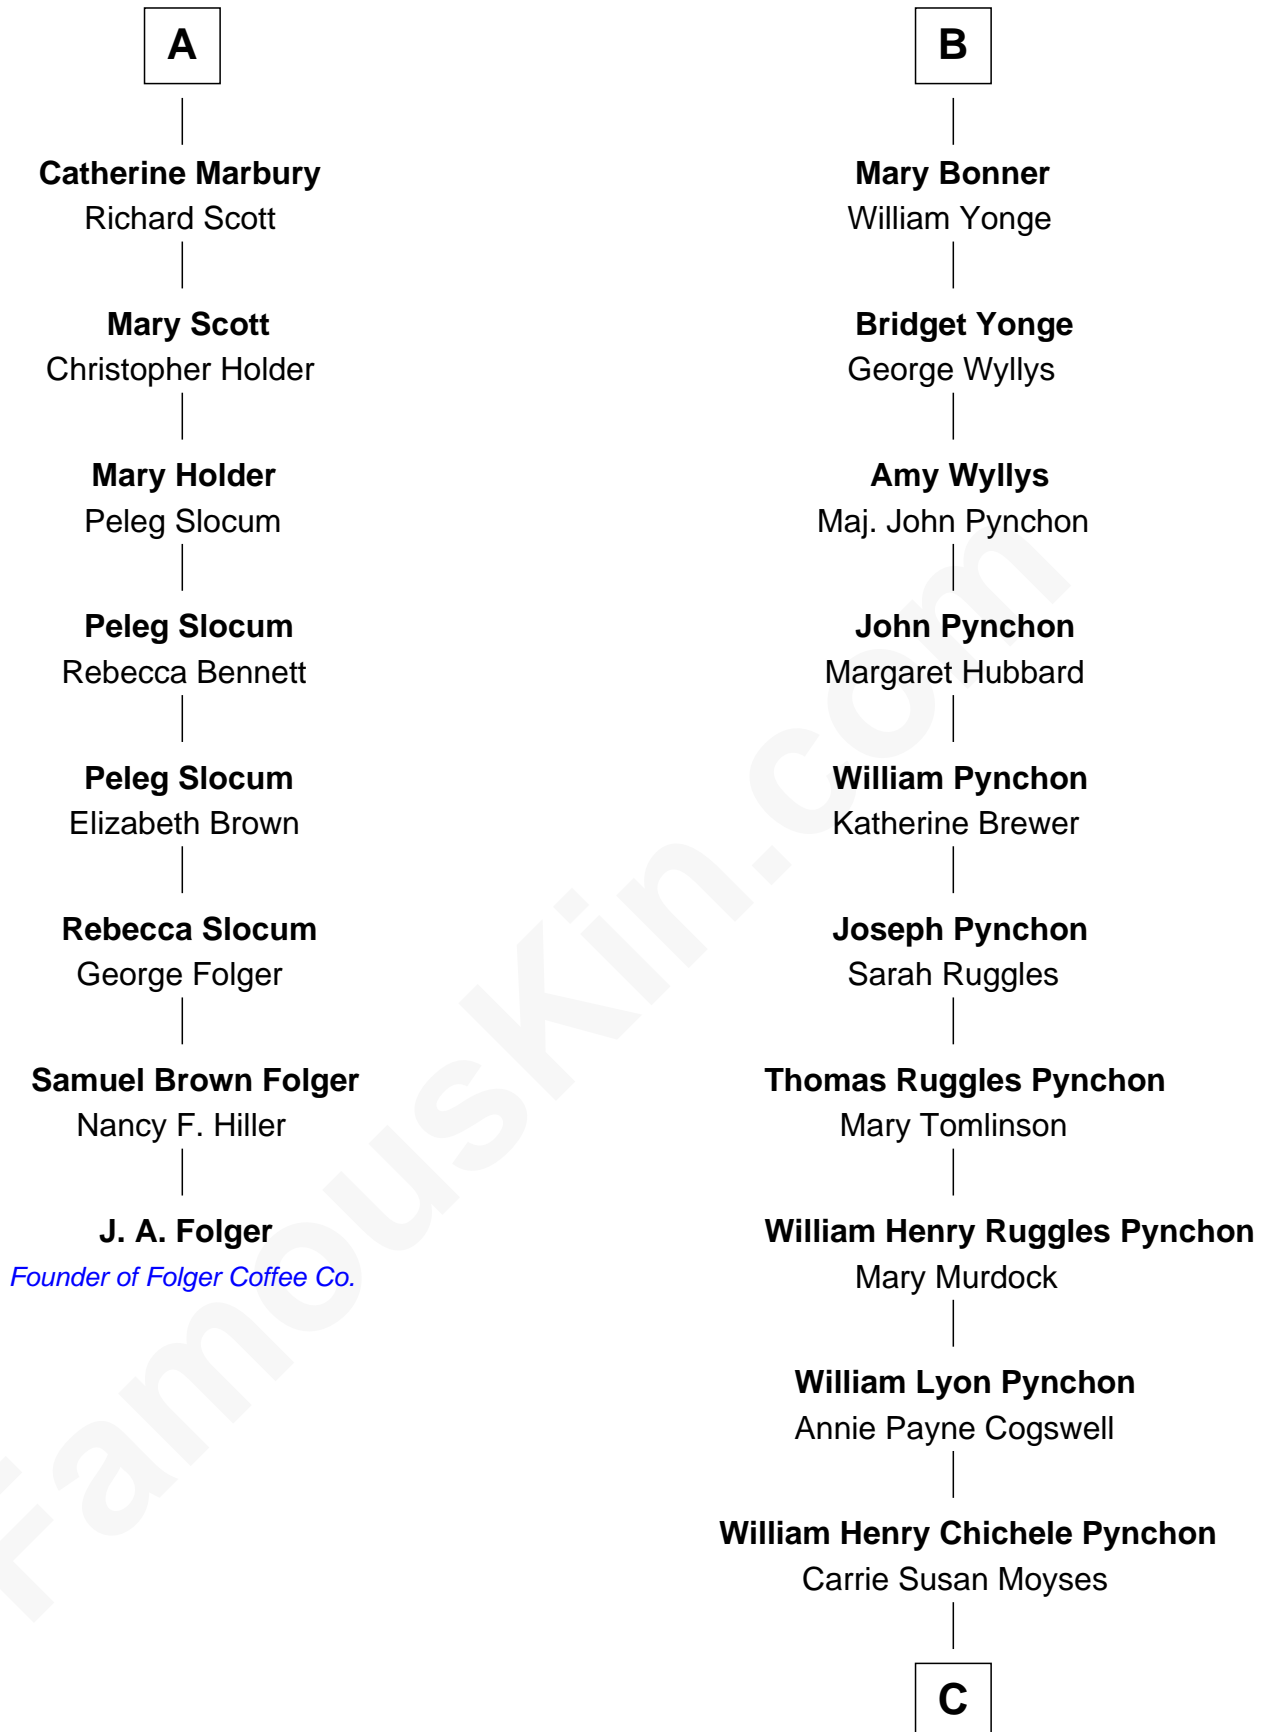 A
Catherine Marbury
Richard Scott
Mary Scott
Christopher Holder
Mary Holder
Peleg Slocum
Peleg Slocum
Rebecca Bennett
Peleg Slocum
Elizabeth Brown
Rebecca Slocum
George Folger
Samuel Brown Folger
Nancy F. Hiller
J. A. Folger
Founder of Folger Coffee Co.
B
Mary Bonner
William Yonge
Bridget Yonge
George Wyllys
Amy Wyllys
Maj. John Pynchon
John Pynchon
Margaret Hubbard
William Pynchon
Katherine Brewer
Joseph Pynchon
Sarah Ruggles
Thomas Ruggles Pynchon
Mary Tomlinson
William Henry Ruggles Pynchon
Mary Murdock
William Lyon Pynchon
Annie Payne Cogswell
William Henry Chichele Pynchon
Carrie Susan Moyses
C
FamousKin.com